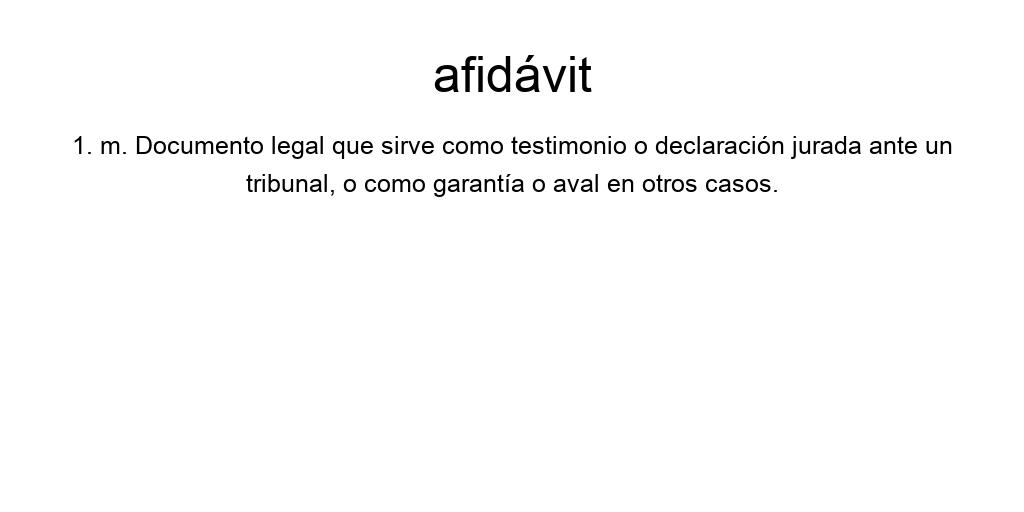 afidávit
1. m. Documento legal que sirve como testimonio o declaración jurada ante un
tribunal, o como garantía o aval en otros casos.